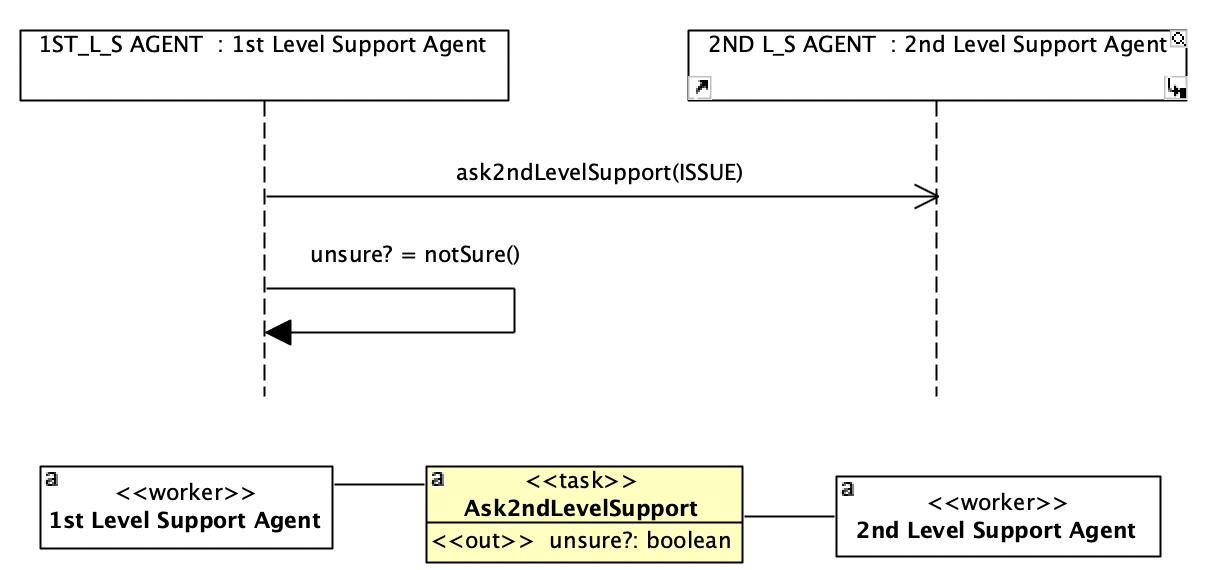 1ST_L_S AGENT : 1st Level Support Agent
2ND L_S AGENT : 2nd Level Support Agent
ask2ndLevelSupport(ISSUE)
unsure? = notSure()
a
<<worker>>
1st Level Support Agent
a
<<task>>
Ask2ndLevelSupport
<<out>> unsure?: boolean
a
<<worker>>
2nd Level Support Agent